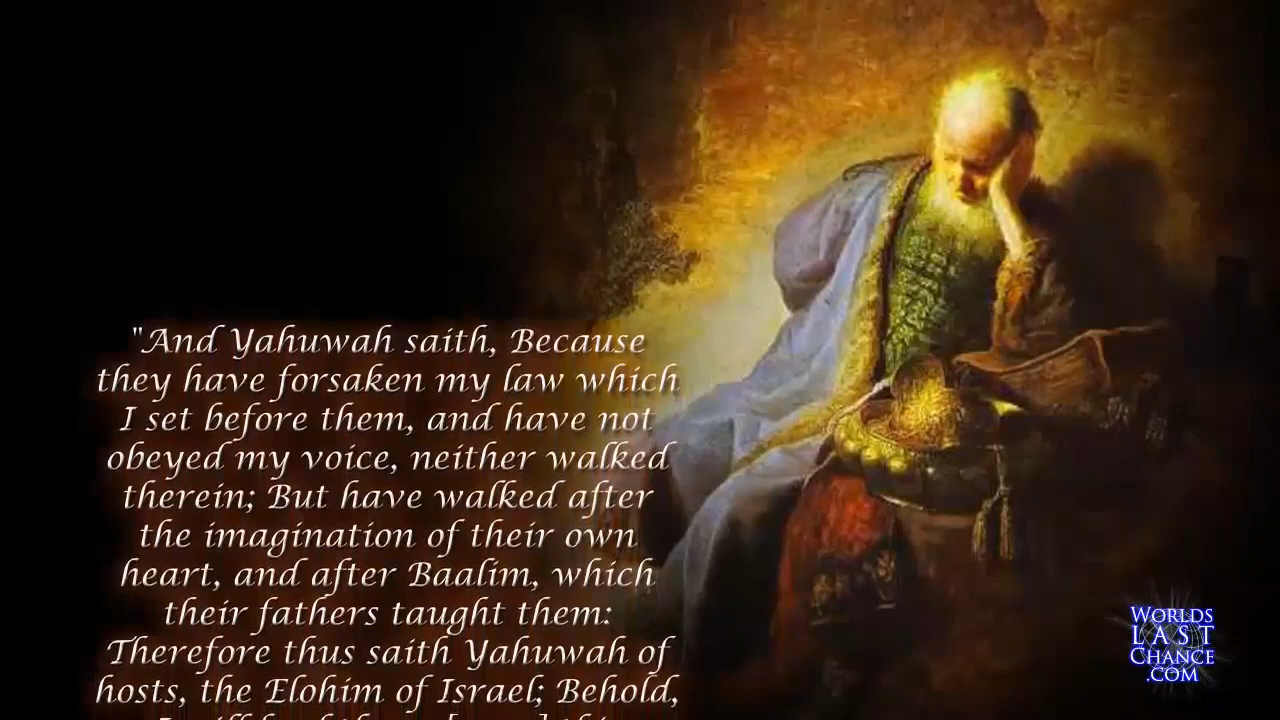 "And Yahuwah saith, Because
they have forsaken my law which
I set before them, and have not
obeyed my voice, neither walked
therein; But have walked after
the imagination of their own
heart, and after Baalim, which
their fathers taught them:
Therefore thus saith Yahuwah of
hosts, the Elohim of Israel; Behold,
WORLDS
LAST
CHANCE
.COM